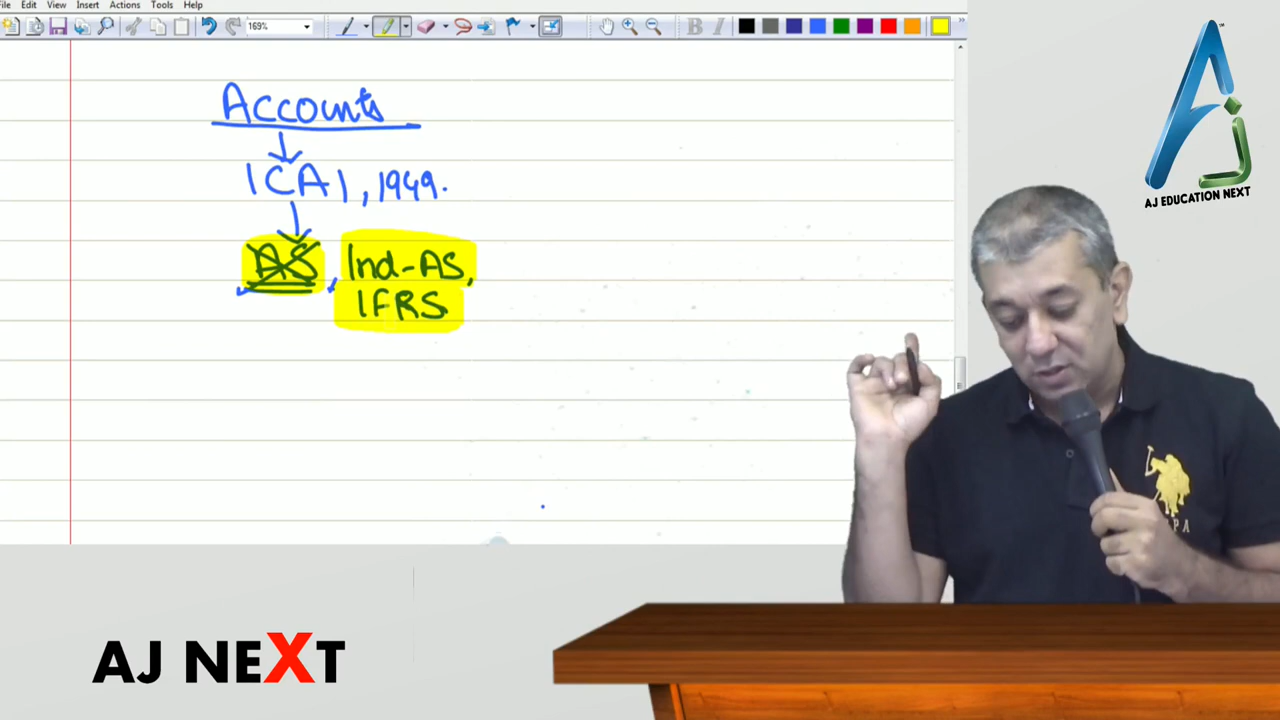 File Edit View Insert Actions Tools Help
169%
B I
Accounts
ICAI, 1949.
AS, Ind-AS,
IFRS
AJ EDUCATION NEXT
AJ NEXT